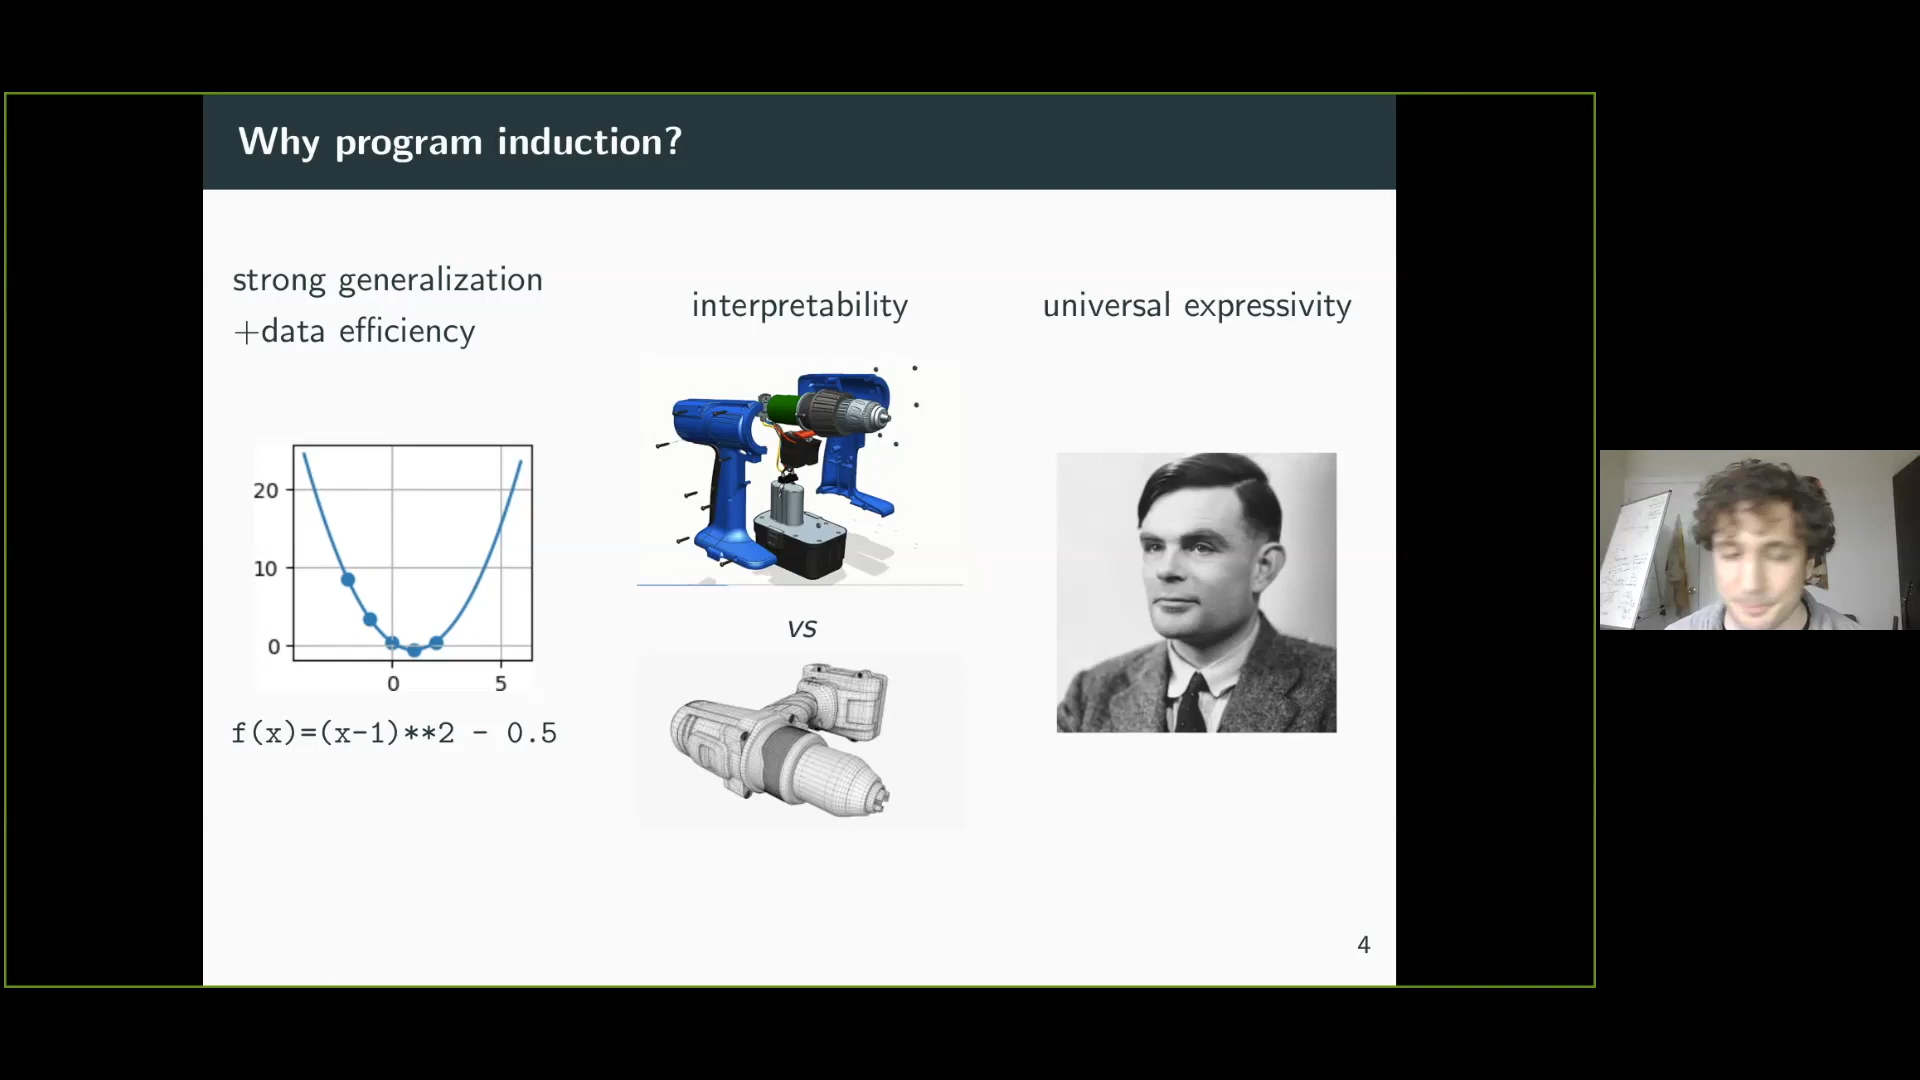 Why program induction?
strong generalization
+data efficiency
interpretability
universal expressivity
20
10
0
0
5
f(x)=(x-1)**2 - 0.5
vs
4